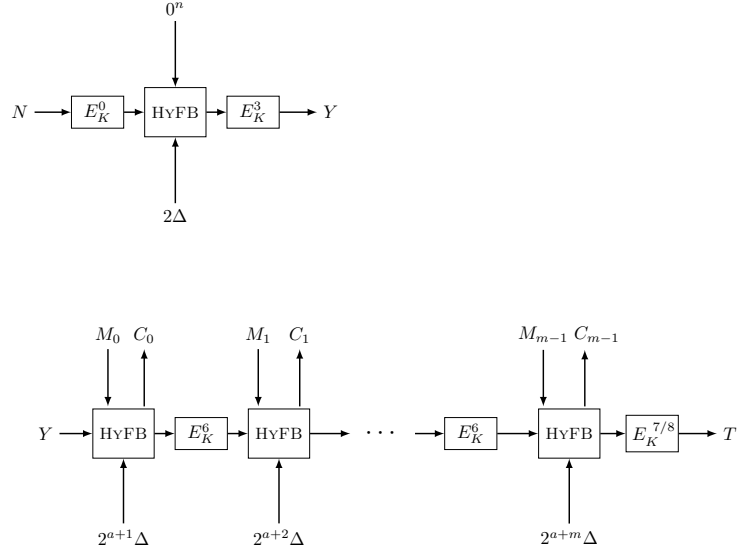 0^n
N E_K^0 HYFB E_K^3 Y
2Δ
M_0 C_0 M_1 C_1 M_{m−1} C_{m−1}
Y HYFB E_K^6 HYFB · · · E_K^6 HYFB E_K^{7/8} T
2^{a+1}Δ 2^{a+2}Δ 2^{a+m}Δ